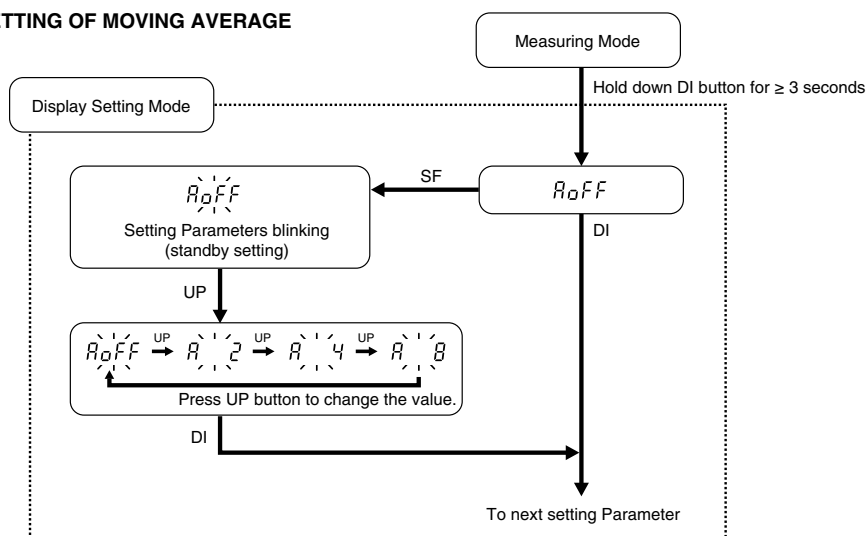 ETTING OF MOVING AVERAGE
Measuring Mode
Hold down DI button for ≥ 3 seconds
Display Setting Mode
SF
AoFF
AoFF
Setting Parameters blinking
(standby setting)
DI
UP
AoFF UP A 2 UP A 4 UP A 8
Press UP button to change the value.
DI
To next setting Parameter